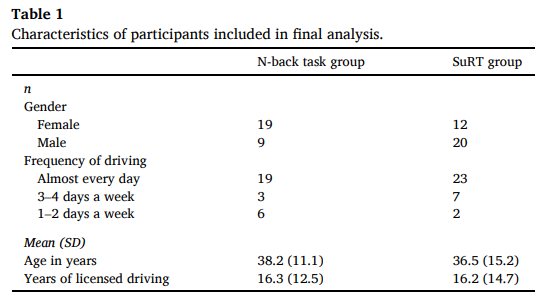 Table 1
Characteristics of participants included in final analysis.
N-back task group SuRT group
n
Gender
Female 19 12
Male 9 20
Frequency of driving
Almost every day 19 23
3–4 days a week 3 7
1–2 days a week 6 2
Mean (SD)
Age in years 38.2 (11.1) 36.5 (15.2)
Years of licensed driving 16.3 (12.5) 16.2 (14.7)